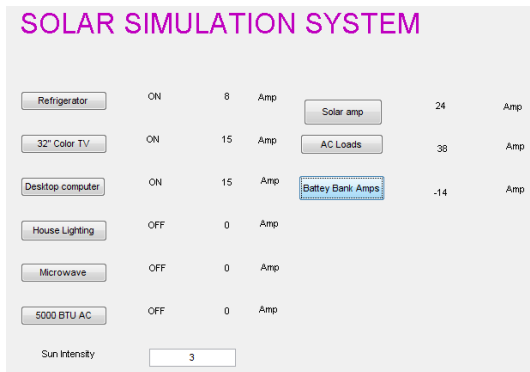 SOLAR SIMULATION SYSTEM
Refrigerator ON 8 Amp Solar amp 24 Amp
32" Color TV ON 15 Amp AC Loads 38 Amp
Desktop computer ON 15 Amp Battey Bank Amps -14 Amp
House Lighting OFF 0 Amp
Microwave OFF 0 Amp
5000 BTU AC OFF 0 Amp
Sun Intensity 3